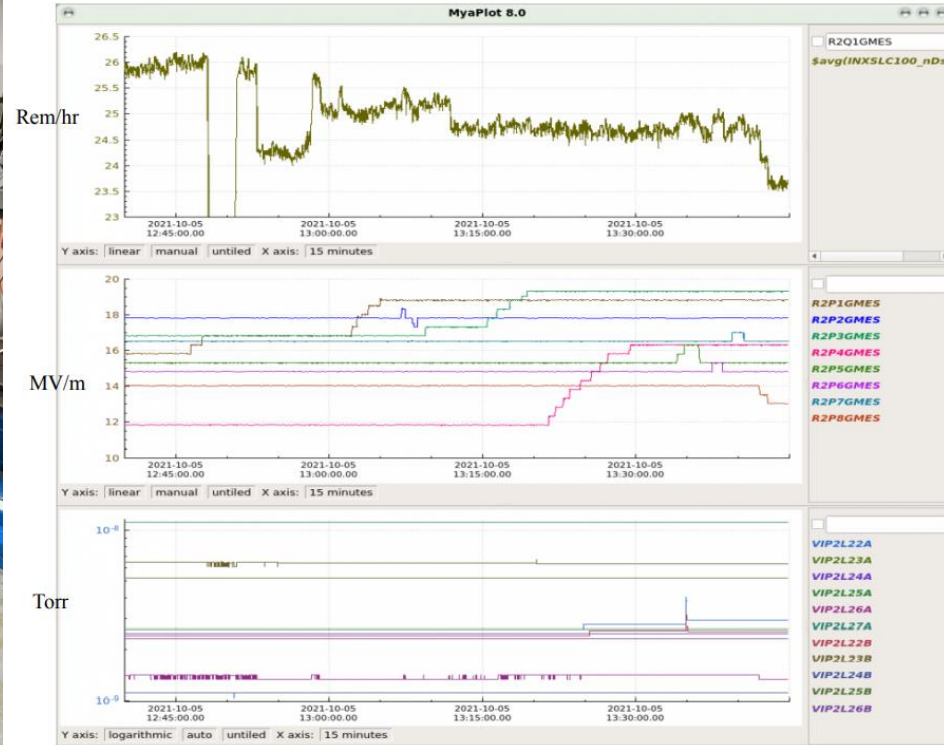 MyaPlot 8.0
Rem/hr
26.5
26
25.5
25
24.5
24
23.5
23
2021-10-05 2021-10-05 2021-10-05 2021-10-05
12:45:00.00 13:00:00.00 13:15:00.00 13:30:00.00
Y axis: linear manual untiled X axis: 15 minutes
R2Q1GMES
$avg(INXSLC100_nDs
MV/m
20
18
16
14
12
10
2021-10-05 2021-10-05 2021-10-05 2021-10-05
12:45:00.00 13:00:00.00 13:15:00.00 13:30:00.00
Y axis: linear manual untiled X axis: 15 minutes
R2P1GMES
R2P2GMES
R2P3GMES
R2P4GMES
R2P5GMES
R2P6GMES
R2P7GMES
R2P8GMES
Torr
10⁻⁸
10⁻⁹
2021-10-05 2021-10-05 2021-10-05 2021-10-05
12:45:00.00 13:00:00.00 13:15:00.00 13:30:00.00
Y axis: logarithmic auto untiled X axis: 15 minutes
VIP2L22A
VIP2L23A
VIP2L24A
VIP2L25A
VIP2L26A
VIP2L27A
VIP2L22B
VIP2L23B
VIP2L24B
VIP2L25B
VIP2L26B